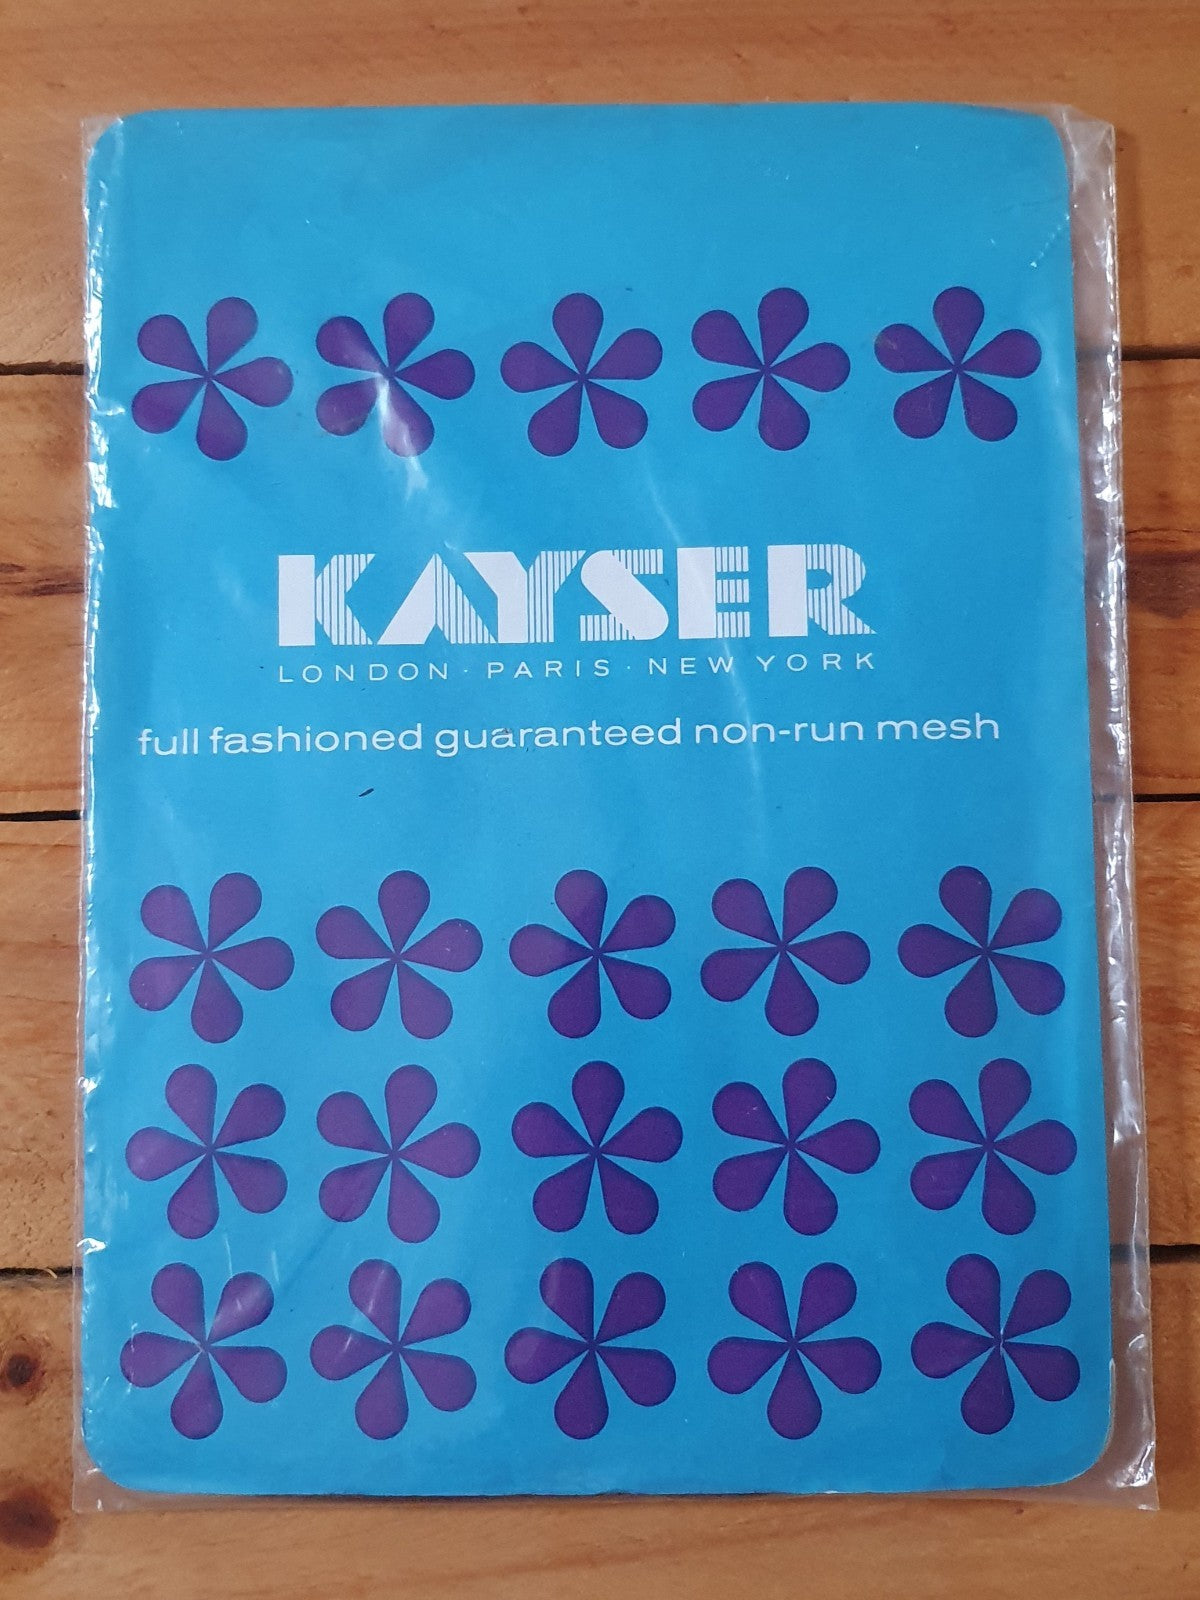 KAYSER
LONDON · PARIS · NEW YORK
full fashioned guaranteed non-run mesh